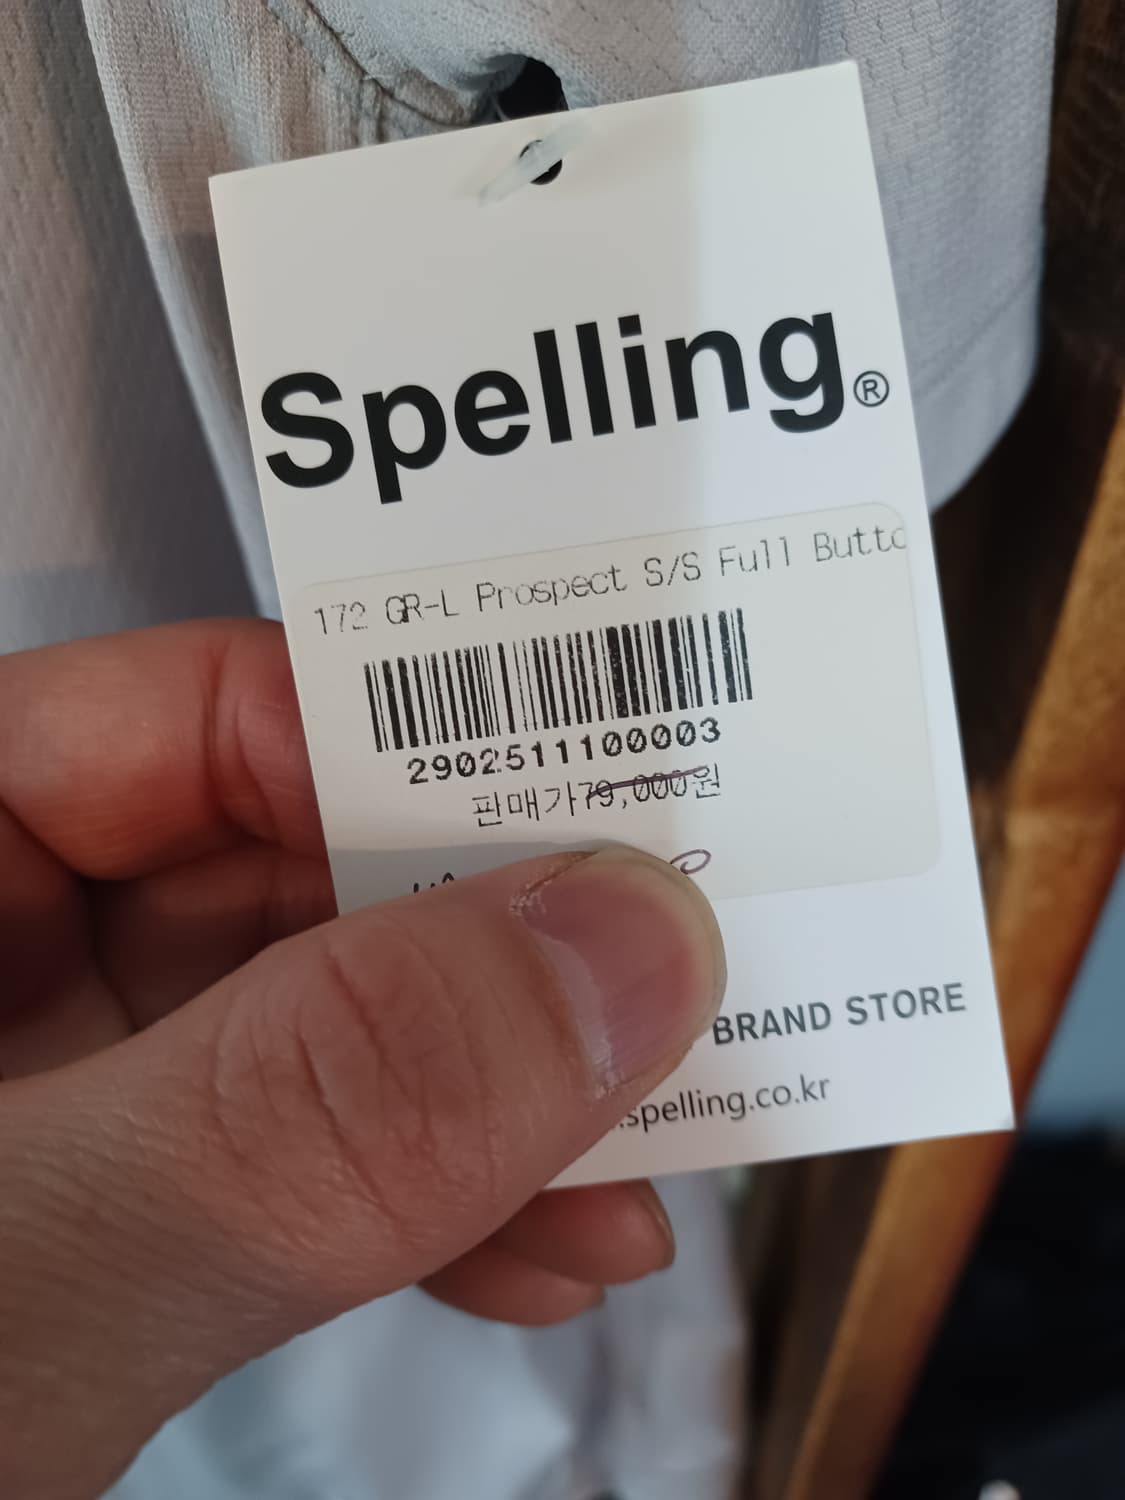 Spelling®
172 GR-L Prospect S/S Full Butto
2902511100003
판매가79,000원
BRAND STORE
.spelling.co.kr